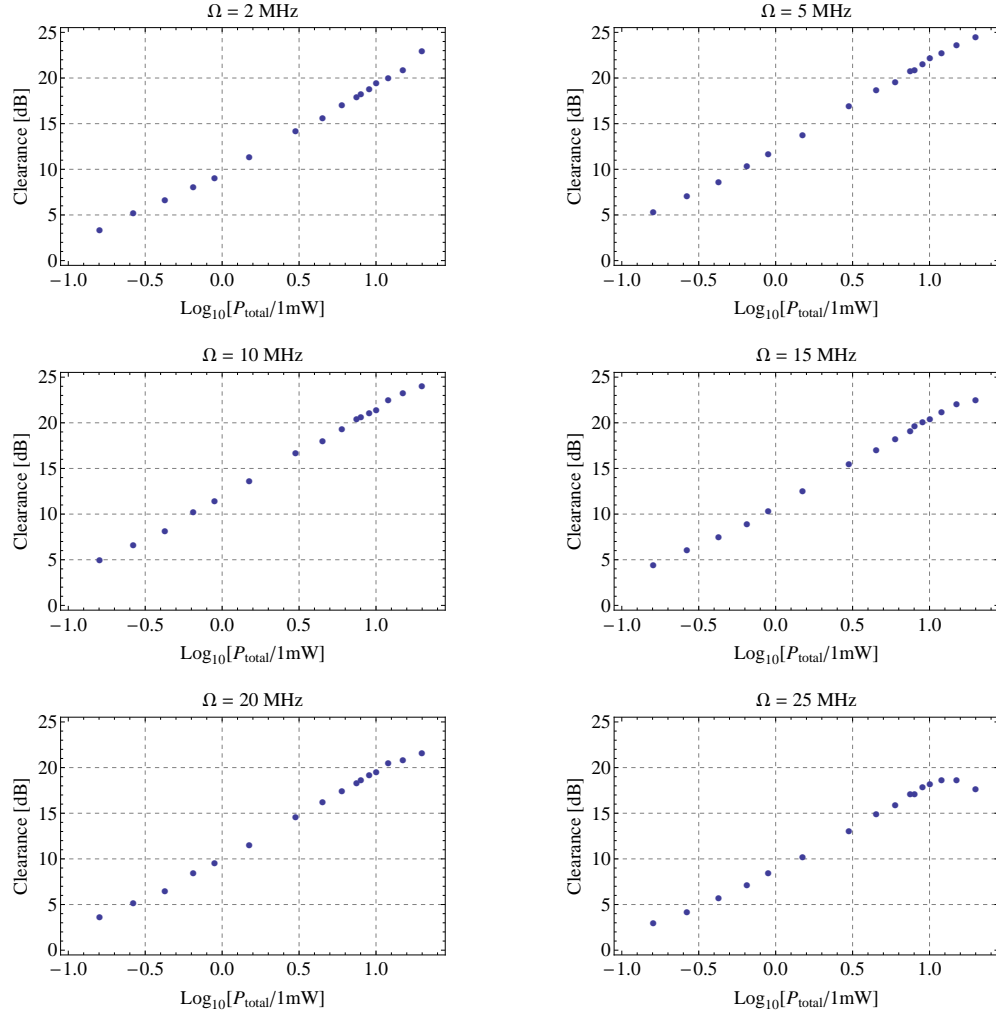 Ω = 2 MHz
Clearance [dB]
25
20
15
10
5
0
−1.0 −0.5 0.0 0.5 1.0
Log10[Ptotal/1mW]
Ω = 5 MHz
Clearance [dB]
25
20
15
10
5
0
−1.0 −0.5 0.0 0.5 1.0
Log10[Ptotal/1mW]
Ω = 10 MHz
Clearance [dB]
25
20
15
10
5
0
−1.0 −0.5 0.0 0.5 1.0
Log10[Ptotal/1mW]
Ω = 15 MHz
Clearance [dB]
25
20
15
10
5
0
−1.0 −0.5 0.0 0.5 1.0
Log10[Ptotal/1mW]
Ω = 20 MHz
Clearance [dB]
25
20
15
10
5
0
−1.0 −0.5 0.0 0.5 1.0
Log10[Ptotal/1mW]
Ω = 25 MHz
Clearance [dB]
25
20
15
10
5
0
−1.0 −0.5 0.0 0.5 1.0
Log10[Ptotal/1mW]